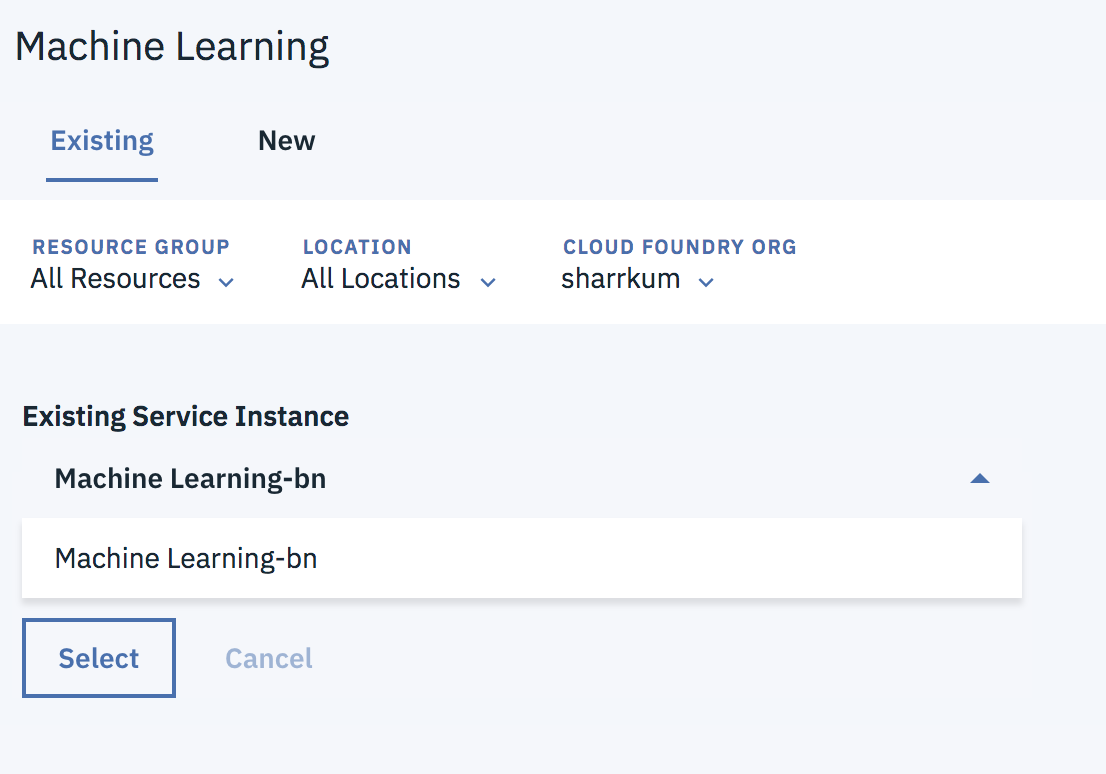 Machine Learning
Existing New
RESOURCE GROUP LOCATION CLOUD FOUNDRY ORG
All Resources All Locations sharrkum
Existing Service Instance
Machine Learning-bn
Machine Learning-bn
Select Cancel